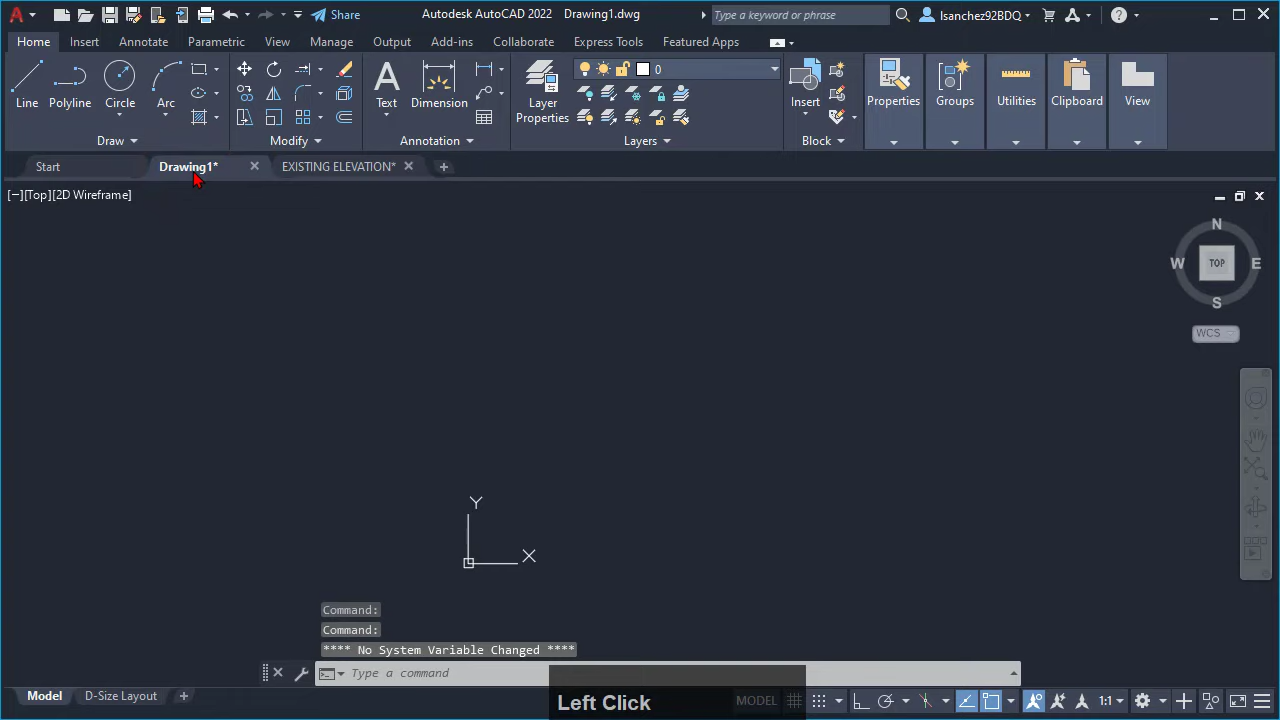 Share
Autodesk AutoCAD 2022 Drawing1.dwg
Type a keyword or phrase
lsanchez92BDQ
Home Insert Annotate Parametric View Manage Output Add-ins Collaborate Express Tools Featured Apps
0
Line Polyline Circle Arc
Text Dimension
Layer
Properties
Insert
Properties Groups Utilities Clipboard View
Draw
Modify
Annotation
Layers
Block
Start Drawing1* EXISTING ELEVATION*
[−][Top][2D Wireframe]
N
W TOP E
S
WCS
Y
X
Command:
Command:
**** No System Variable Changed ****
Type a command
Left Click
Model D-Size Layout
MODEL
1:1